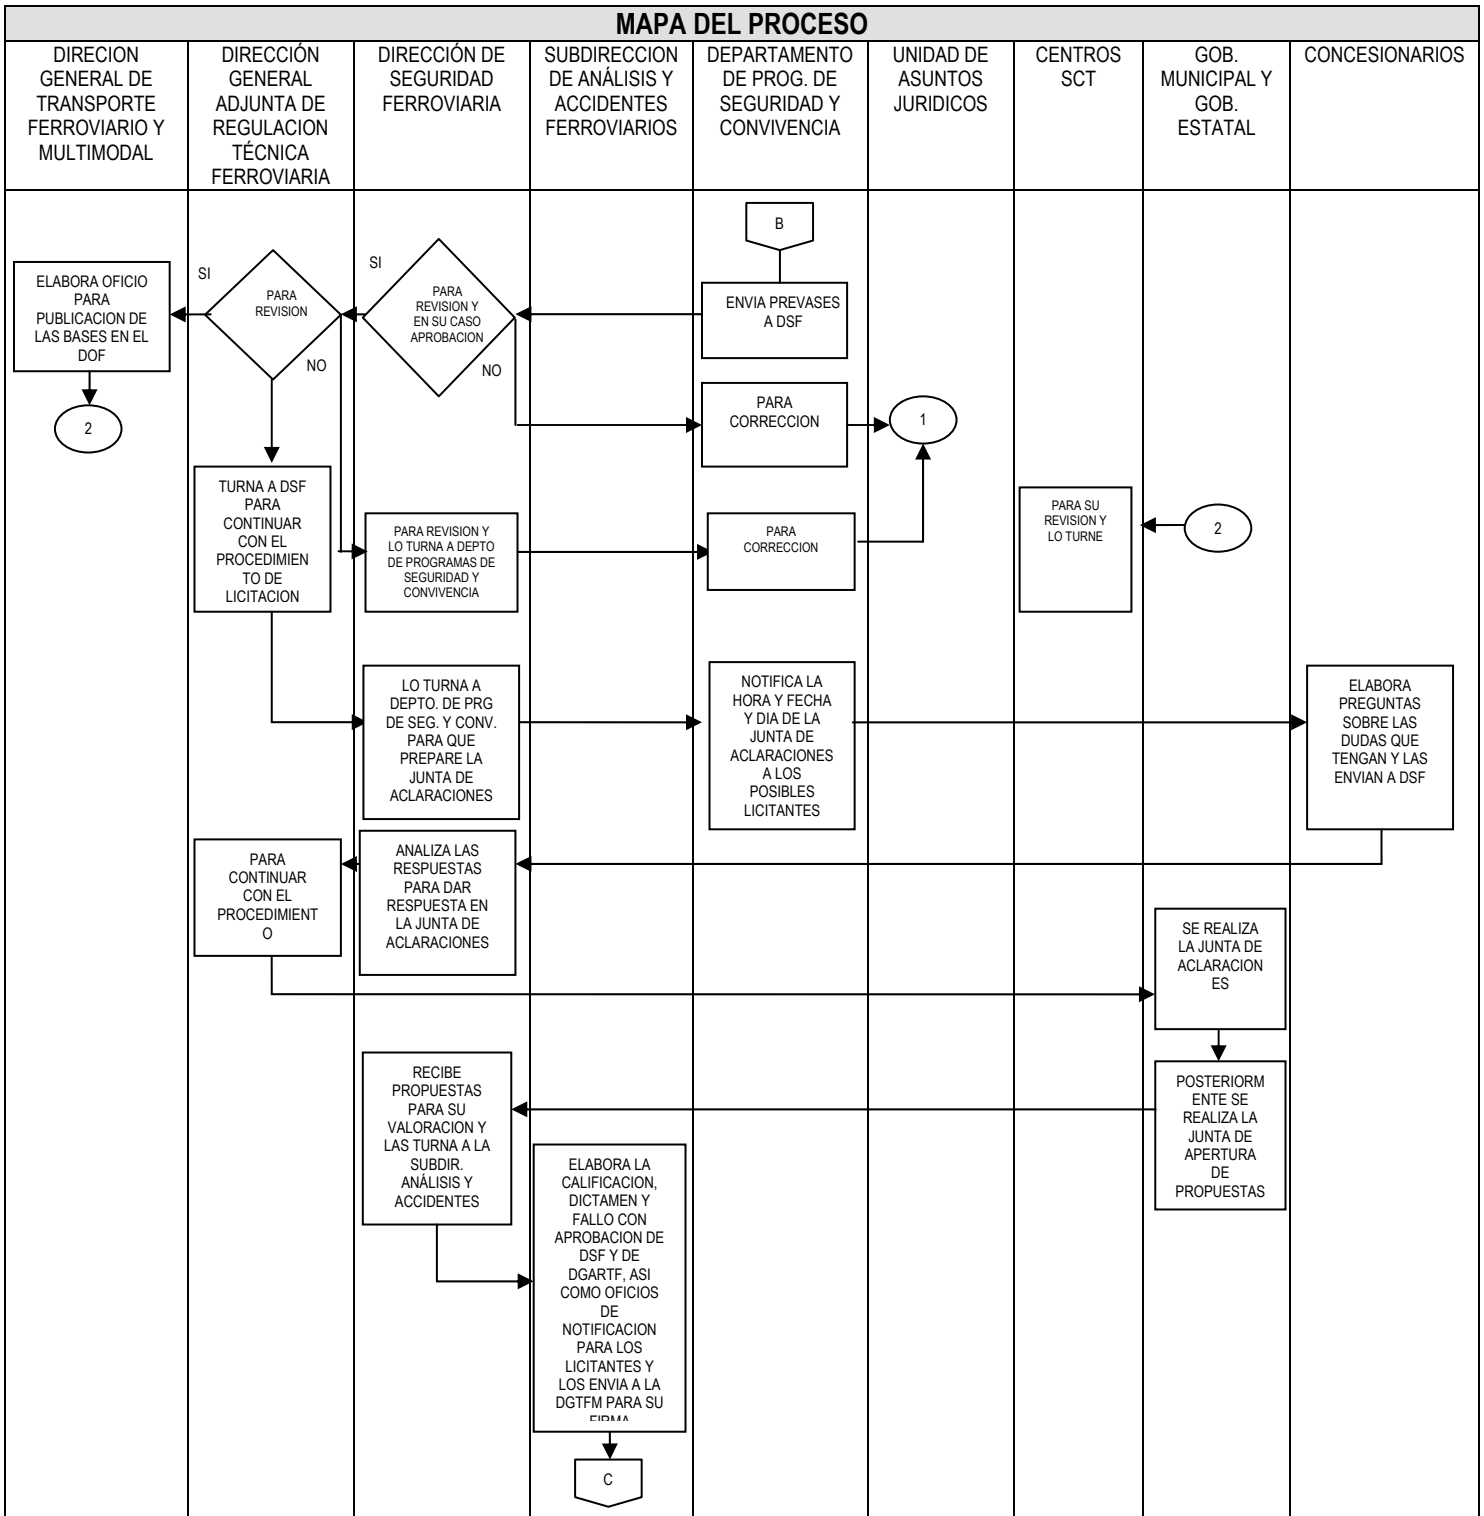 MAPA DEL PROCESO
DIRECION
GENERAL DE
TRANSPORTE
FERROVIARIO Y
MULTIMODAL
DIRECCIÓN
GENERAL
ADJUNTA DE
REGULACION
TÉCNICA
FERROVIARIA
DIRECCIÓN DE
SEGURIDAD
FERROVIARIA
SUBDIRECCION
DE ANÁLISIS Y
ACCIDENTES
FERROVIARIOS
DEPARTAMENTO
DE PROG. DE
SEGURIDAD Y
CONVIVENCIA
UNIDAD DE
ASUNTOS
JURIDICOS
CENTROS
SCT
GOB.
MUNICIPAL Y
GOB.
ESTATAL
CONCESIONARIOS
B
ENVIA PREVASES
A DSF
SI
PARA
REVISION Y
EN SU CASO
APROBACION
NO
SI
PARA
REVISION
NO
ELABORA OFICIO
PARA
PUBLICACION DE
LAS BASES EN EL
DOF
2
PARA
CORRECCION
1
TURNA A DSF
PARA
CONTINUAR
CON EL
PROCEDIMIEN
TO DE
LICITACION
PARA REVISION Y
LO TURNA A DEPTO
DE PROGRAMAS DE
SEGURIDAD Y
CONVIVENCIA
PARA
CORRECCION
PARA SU
REVISION Y
LO TURNE
2
LO TURNA A
DEPTO. DE PRG
DE SEG. Y CONV.
PARA QUE
PREPARE LA
JUNTA DE
ACLARACIONES
NOTIFICA LA
HORA Y FECHA
Y DIA DE LA
JUNTA DE
ACLARACIONES
A LOS
POSIBLES
LICITANTES
ELABORA
PREGUNTAS
SOBRE LAS
DUDAS QUE
TENGAN Y LAS
ENVIAN A DSF
PARA
CONTINUAR
CON EL
PROCEDIMIENT
O
ANALIZA LAS
RESPUESTAS
PARA DAR
RESPUESTA EN
LA JUNTA DE
ACLARACIONES
SE REALIZA
LA JUNTA DE
ACLARACION
ES
POSTERIORM
ENTE SE
REALIZA LA
JUNTA DE
APERTURA
DE
PROPUESTAS
RECIBE
PROPUESTAS
PARA SU
VALORACION Y
LAS TURNA A LA
SUBDIR.
ANÁLISIS Y
ACCIDENTES
ELABORA LA
CALIFICACION,
DICTAMEN Y
FALLO CON
APROBACION DE
DSF Y DE
DGARTF, ASI
COMO OFICIOS
DE
NOTIFICACION
PARA LOS
LICITANTES Y
LOS ENVIA A LA
DGTFM PARA SU
FIRMA
C